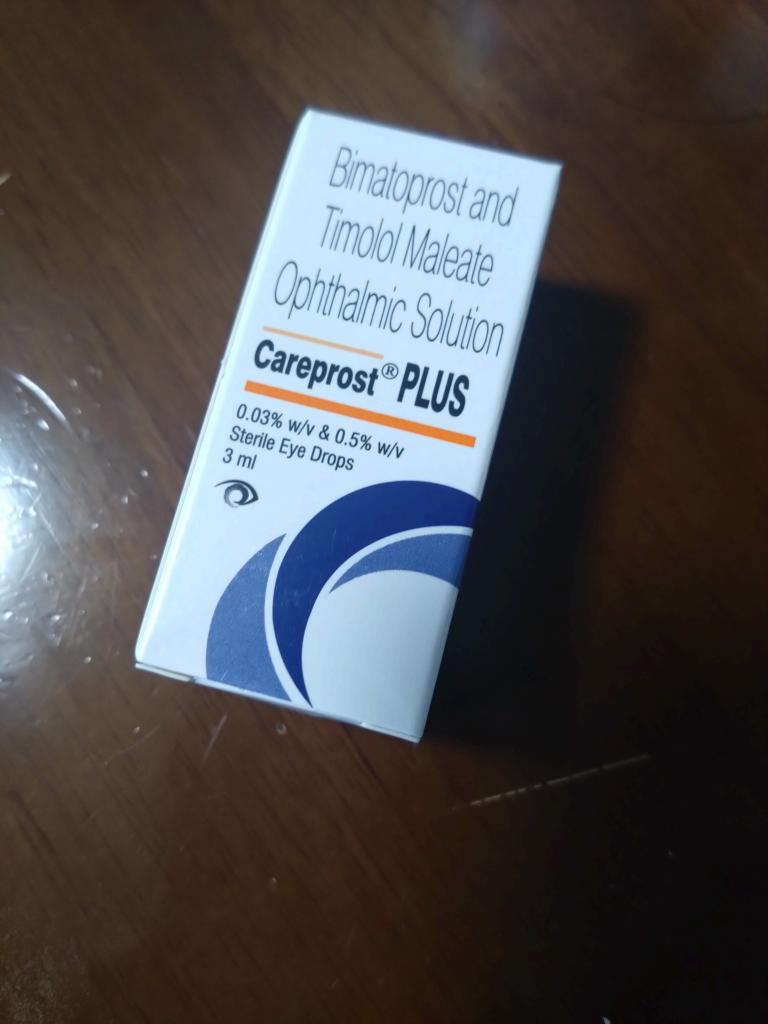 Bimatoprost and
Timolol Maleate
Ophthalmic Solution
Careprost® PLUS
0.03% w/v & 0.5% w/v
Sterile Eye Drops
3 ml